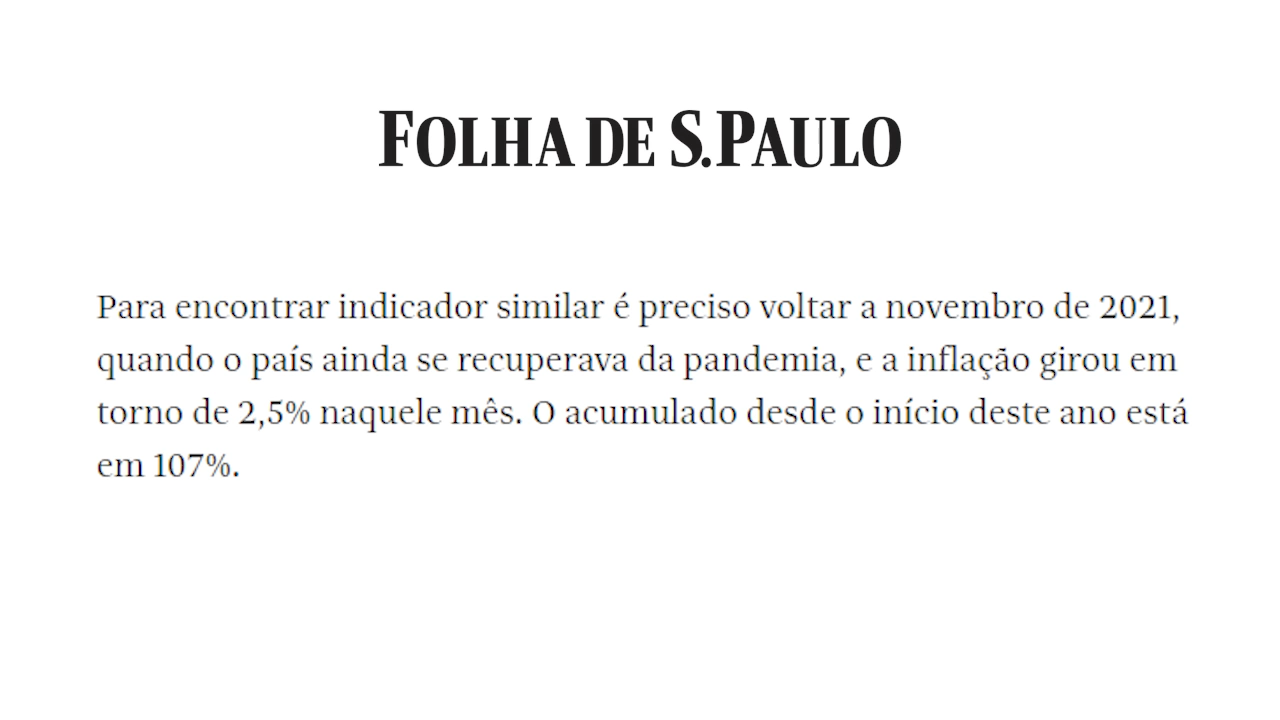 FOLHA DE S.PAULO
Para encontrar indicador similar é preciso voltar a novembro de 2021,
quando o país ainda se recuperava da pandemia, e a inflação girou em
torno de 2,5% naquele mês. O acumulado desde o início deste ano está
em 107%.